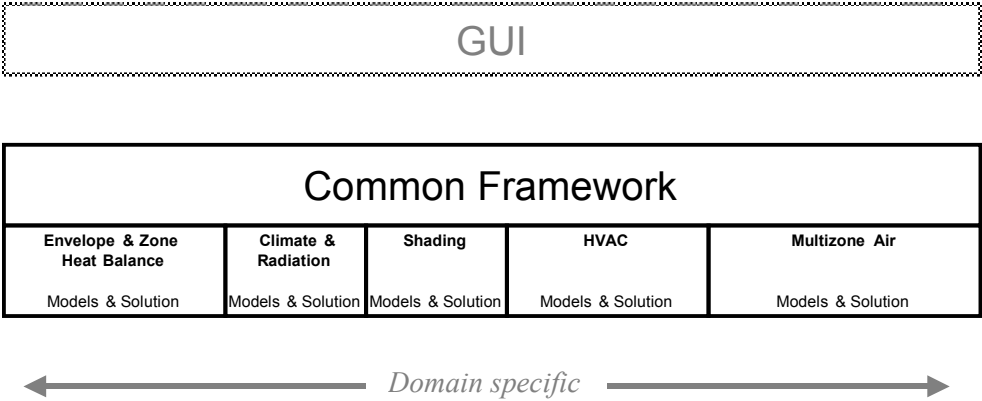 GUI
Common Framework
Envelope & Zone
Heat Balance
Models & Solution
Climate &
Radiation
Models & Solution
Shading
Models & Solution
HVAC
Models & Solution
Multizone Air
Models & Solution
Domain specific